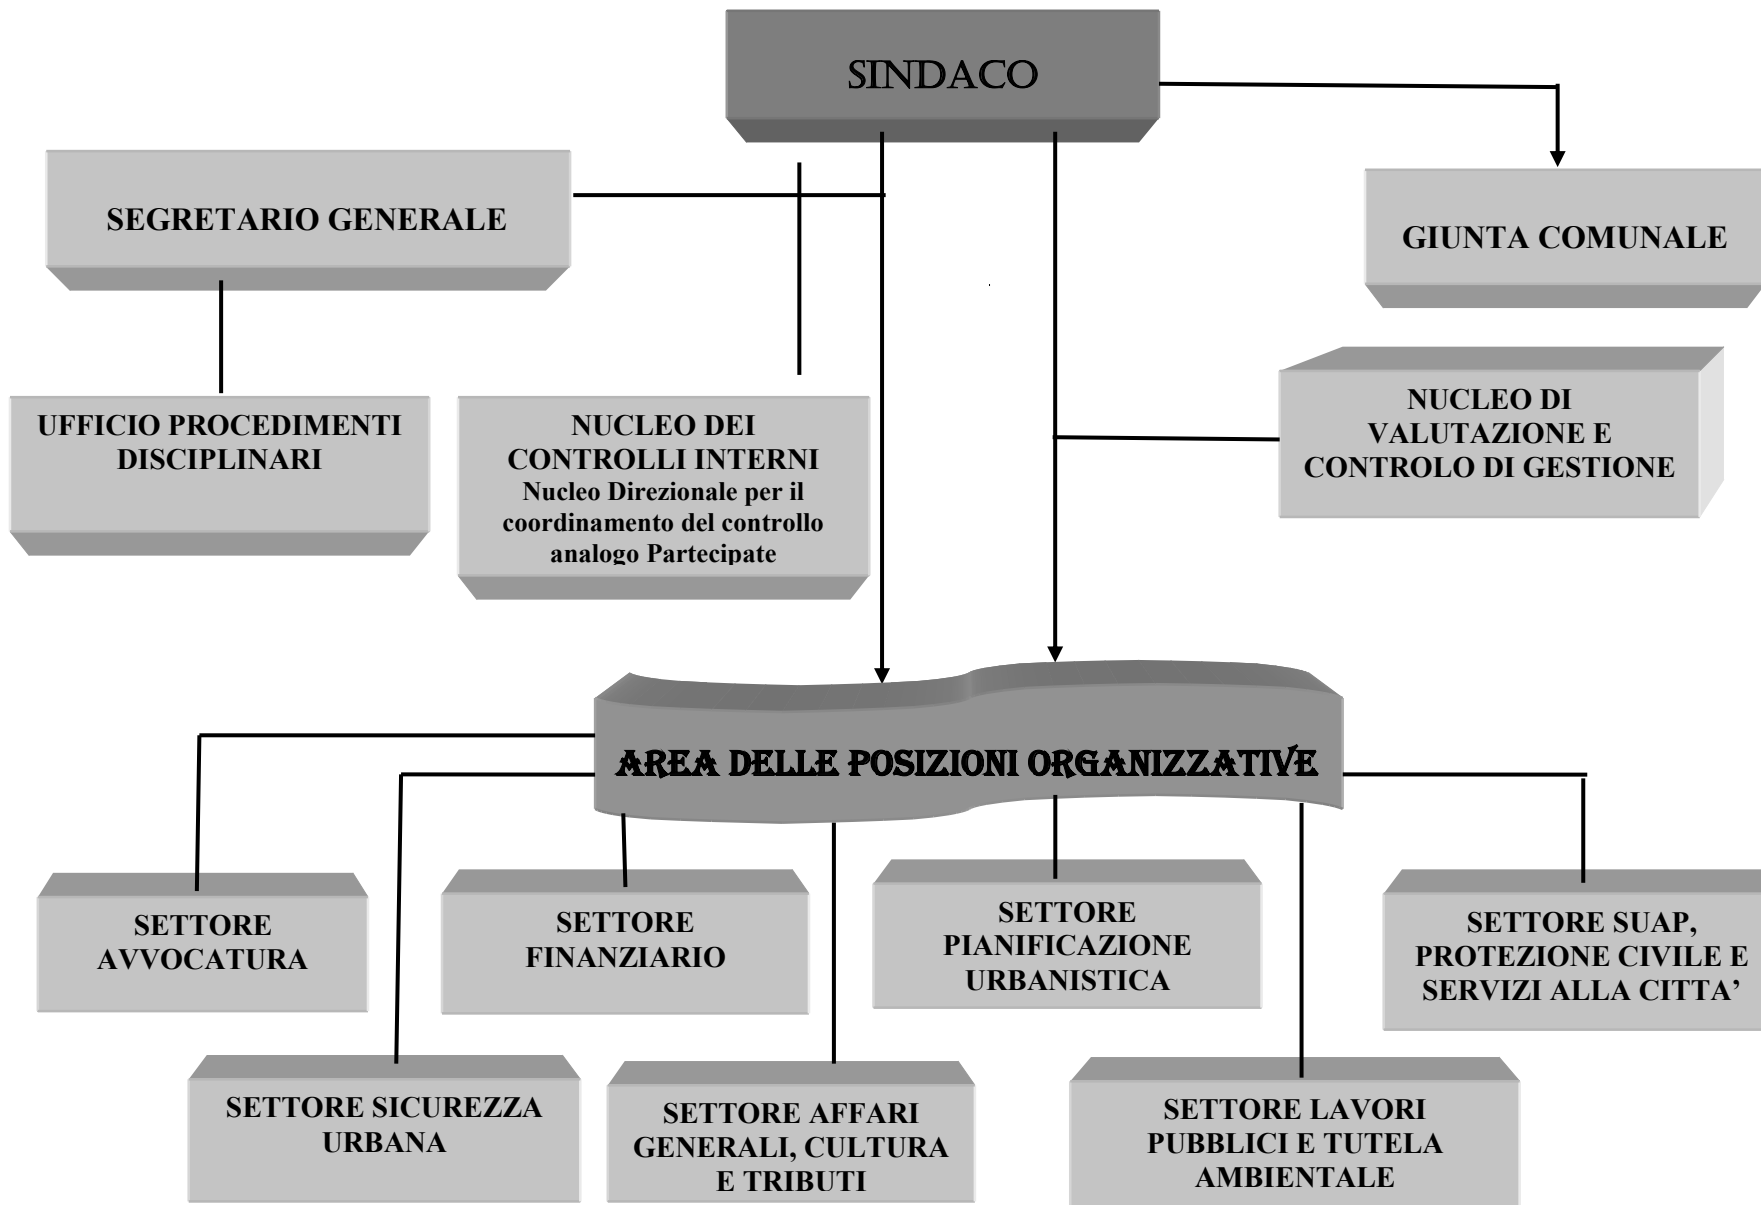 SINDACO
SEGRETARIO GENERALE
GIUNTA COMUNALE
UFFICIO PROCEDIMENTI
DISCIPLINARI
NUCLEO DEI
CONTROLLI INTERNI
Nucleo Direzionale per il
coordinamento del controllo
analogo Partecipate
NUCLEO DI
VALUTAZIONE E
CONTROLO DI GESTIONE
AREA DELLE POSIZIONI ORGANIZZATIVE
SETTORE
AVVOCATURA
SETTORE
FINANZIARIO
SETTORE
PIANIFICAZIONE
URBANISTICA
SETTORE SUAP,
PROTEZIONE CIVILE E
SERVIZI ALLA CITTA’
SETTORE SICUREZZA
URBANA
SETTORE AFFARI
GENERALI, CULTURA
E TRIBUTI
SETTORE LAVORI
PUBBLICI E TUTELA
AMBIENTALE